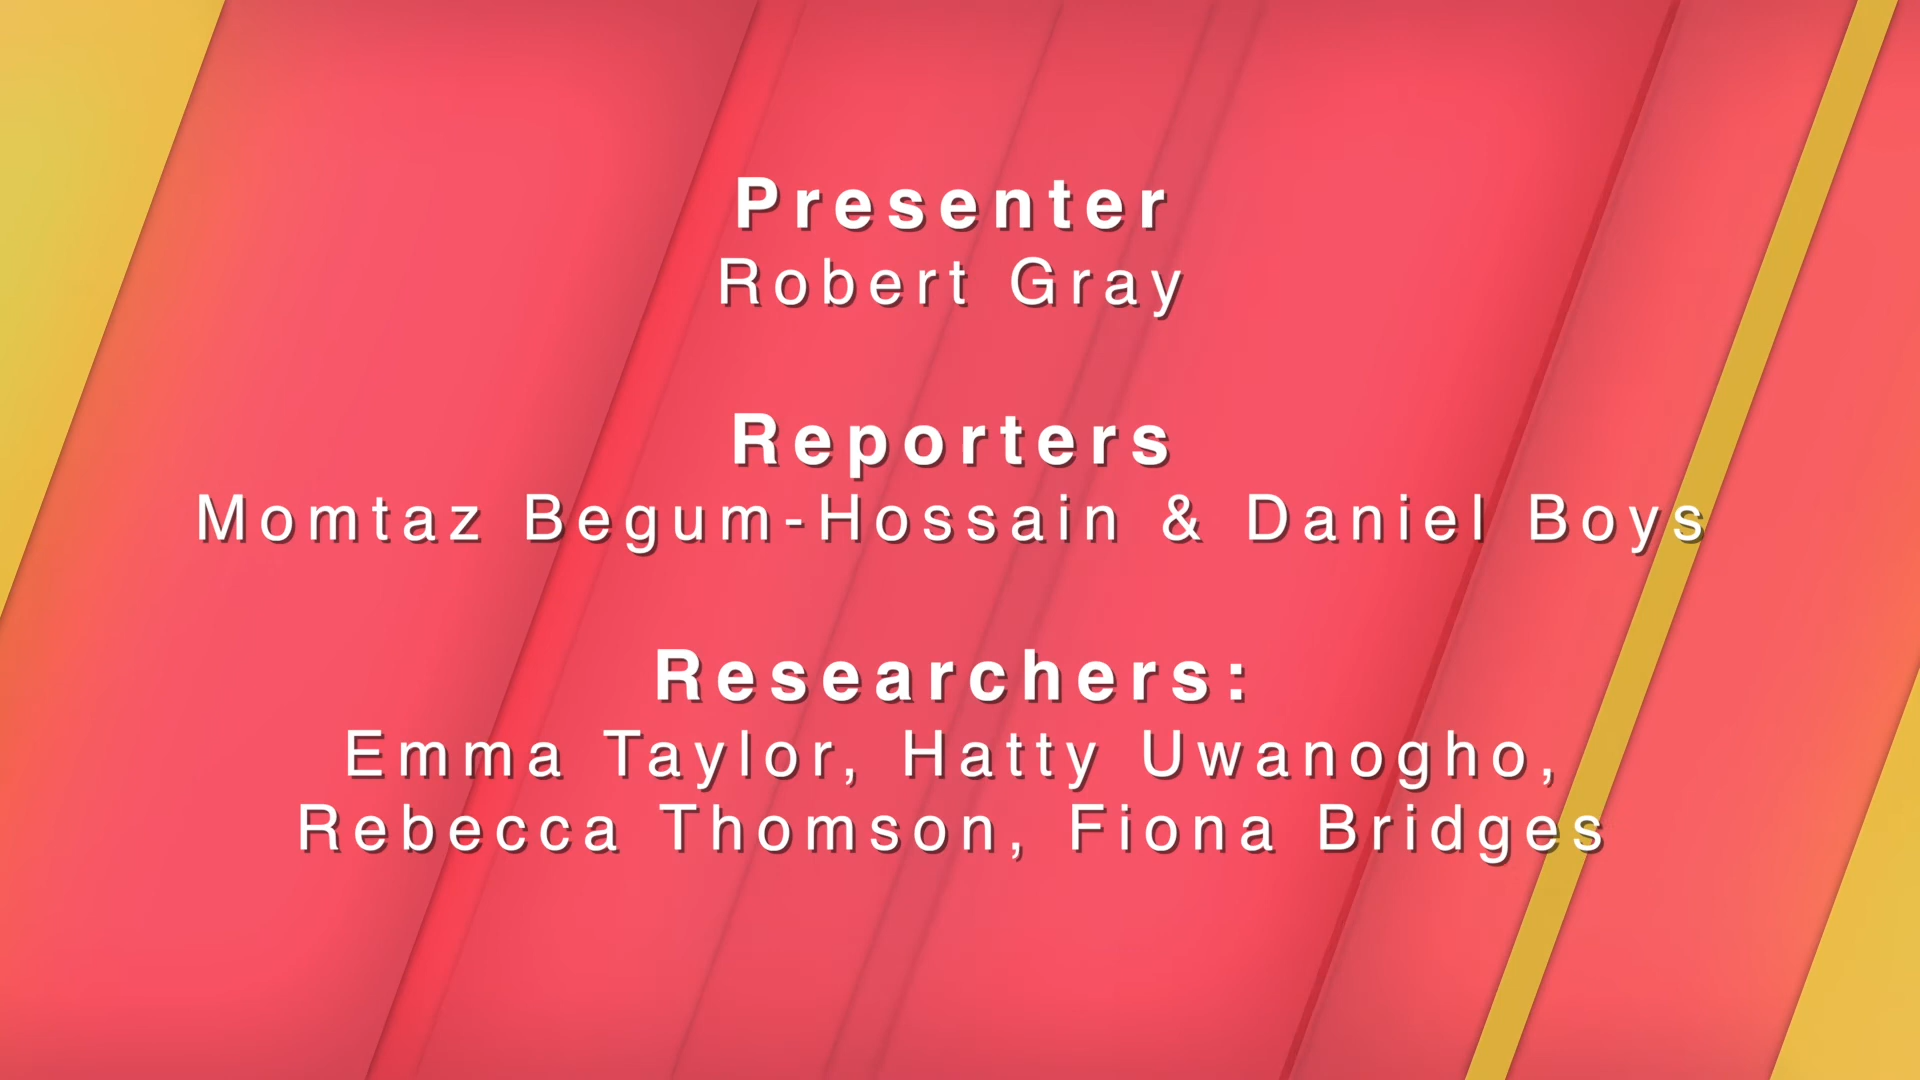 Presenter
Robert Gray
Reporters
Momtaz Begum-Hossain & Daniel Boys
Researchers:
Emma Taylor, Hatty Uwanogho,
Rebecca Thomson, Fiona Bridges